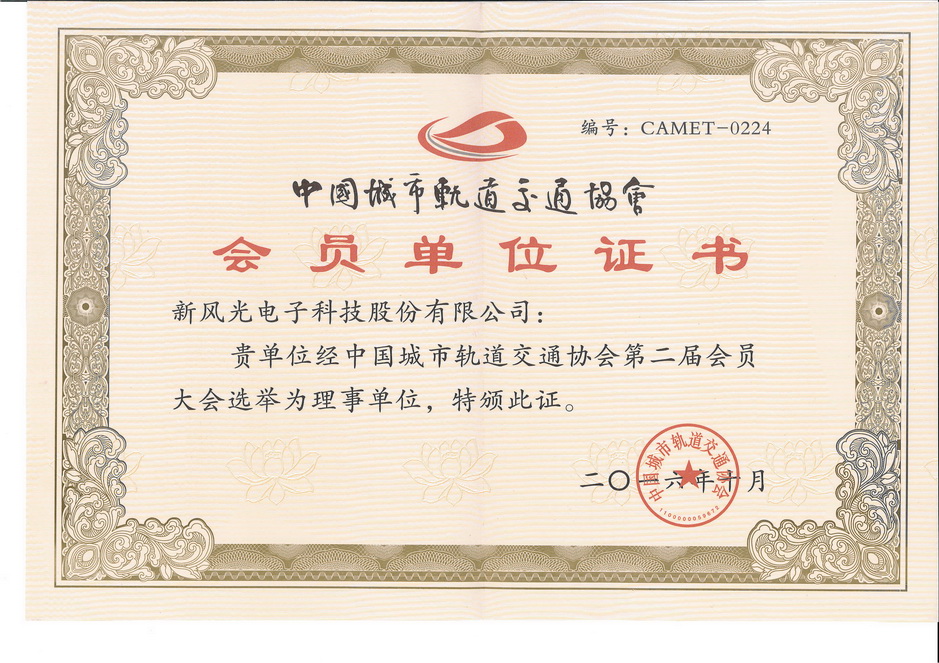 编号：CAMET-0224
中國城市軌道交通協會
会员单位证书
新风光电子科技股份有限公司：
贵单位经中国城市轨道交通协会第二届会员
大会选举为理事单位，特颁此证。
二〇一六年十月
中国城市轨道交通协会